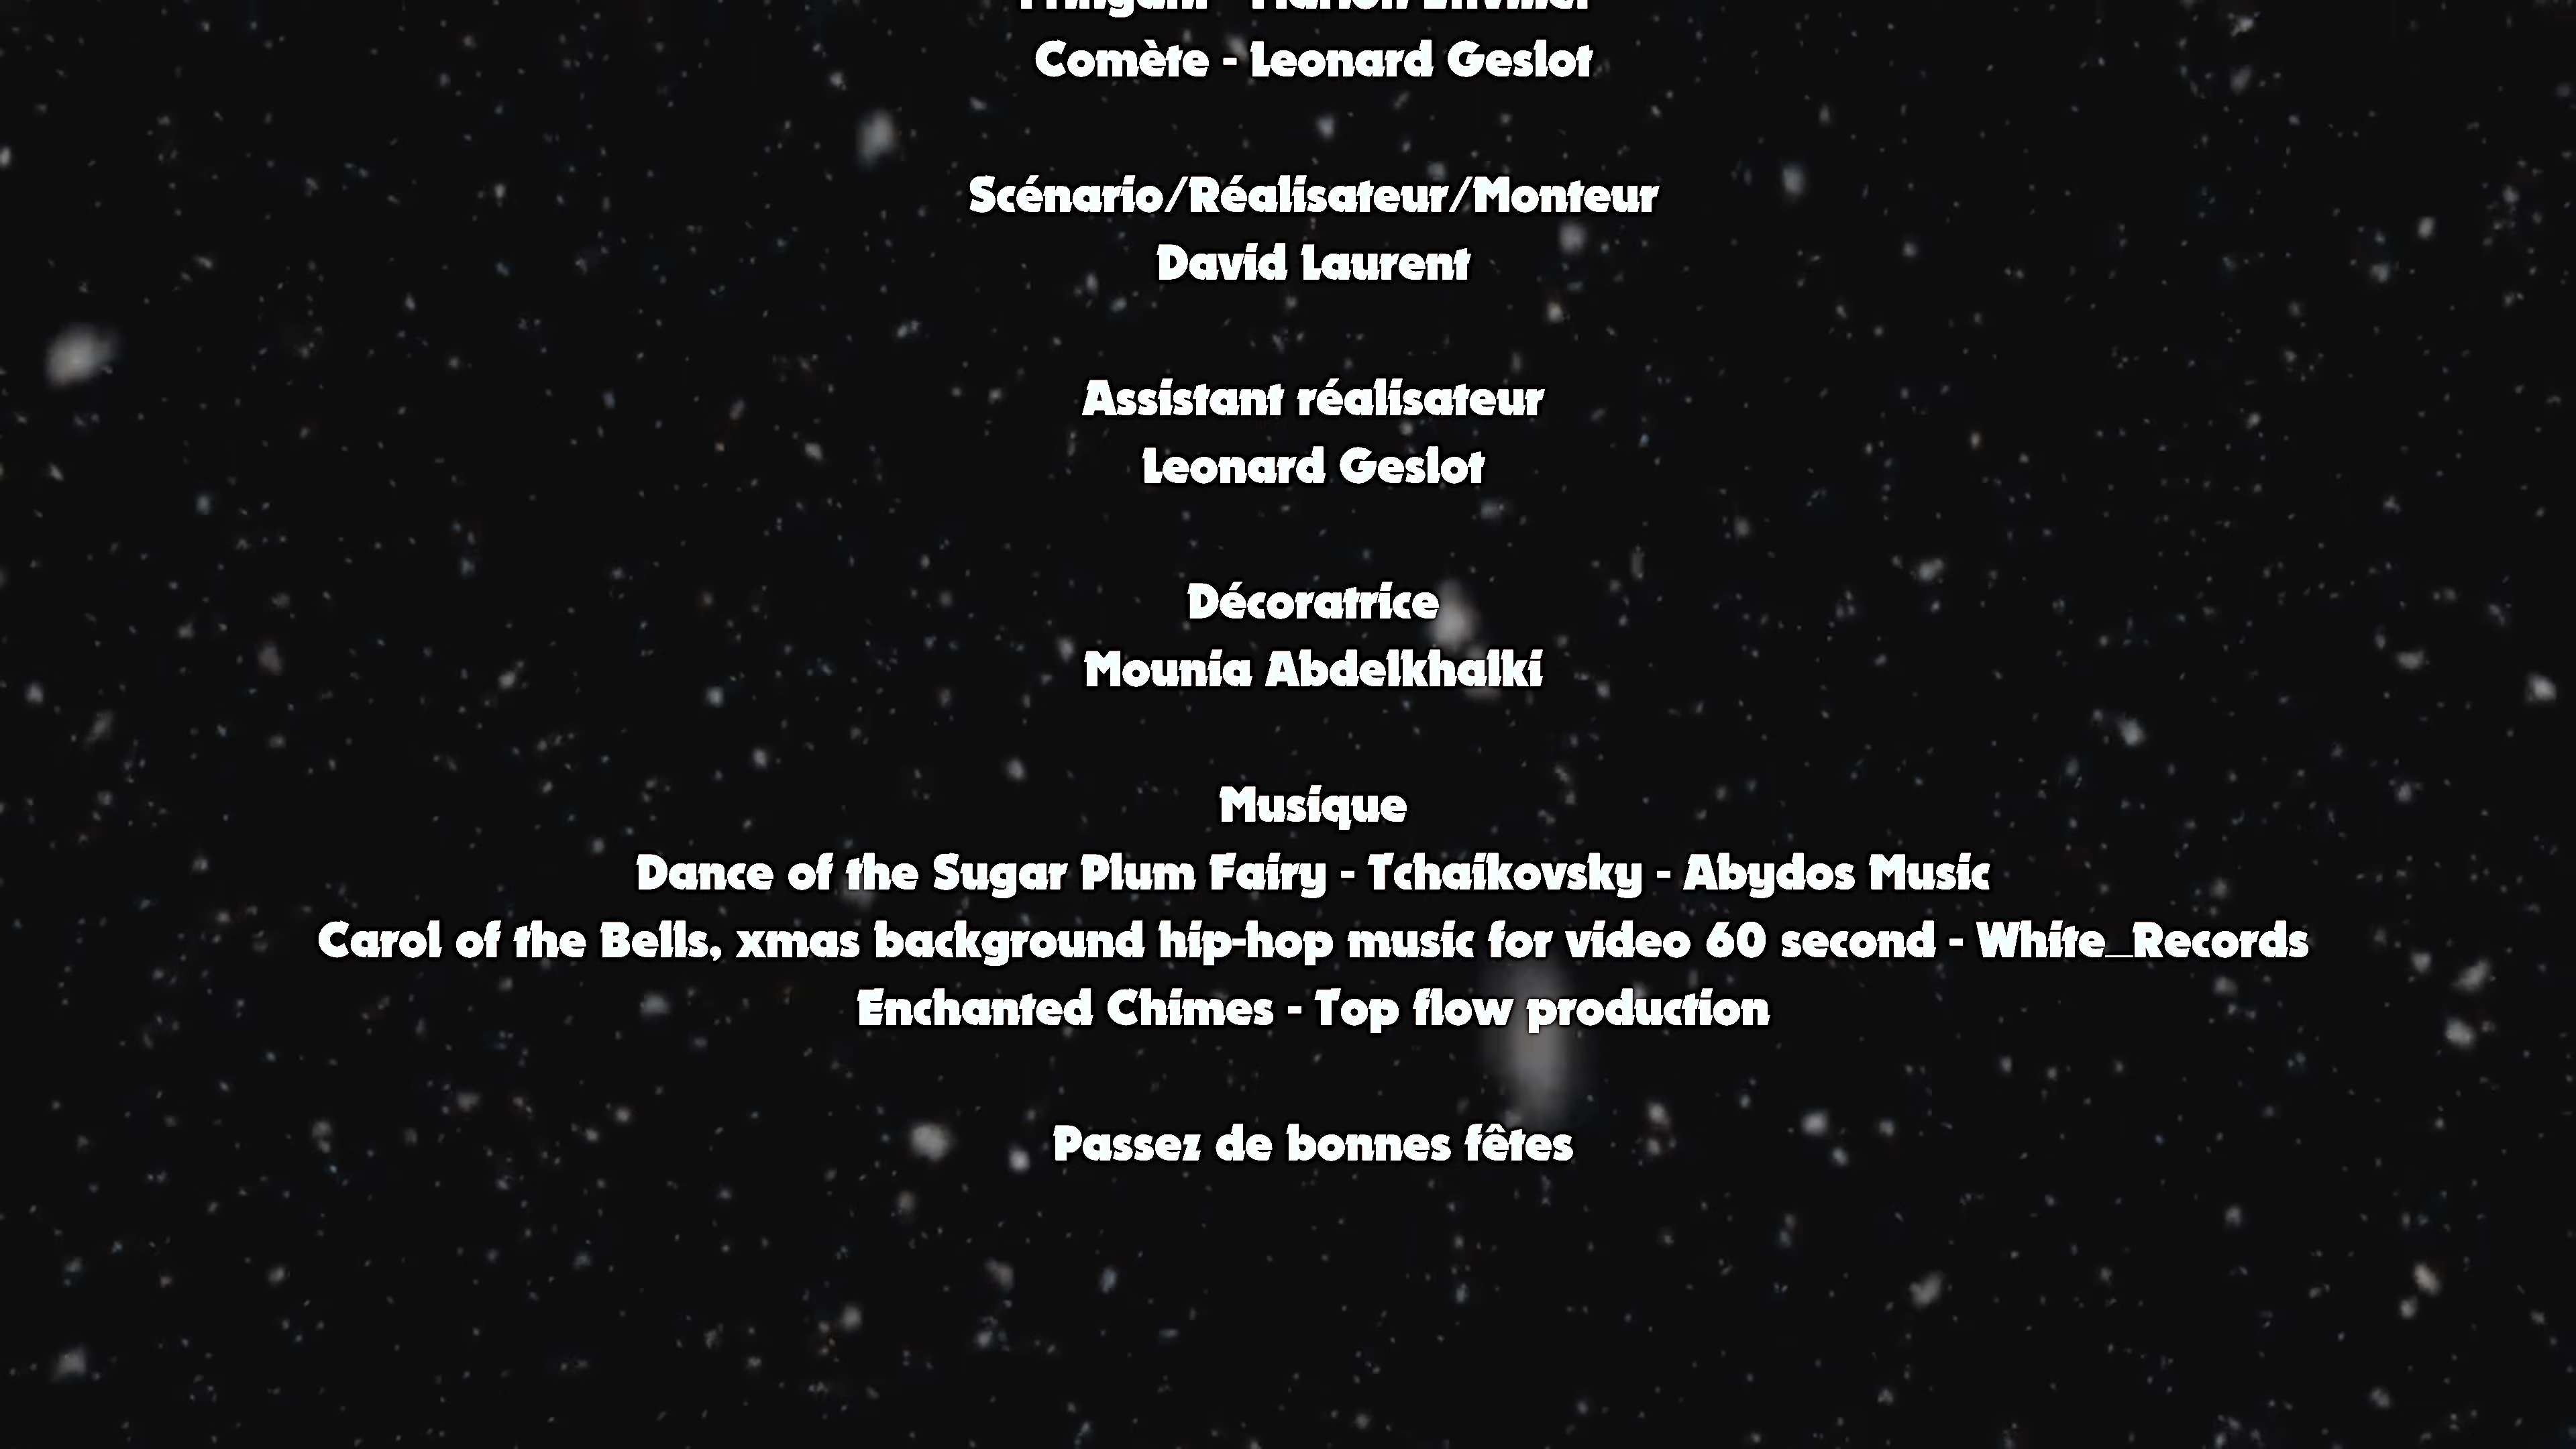 Comète - Leonard Geslot
Scénario/Réalisateur/Monteur
David Laurent
Assistant réalisateur
Leonard Geslot
Décoratrice
Mounia Abdelkhalki
Musique
Dance of the Sugar Plum Fairy - Tchaikovsky - Abydos Music
Carol of the Bells, xmas background hip-hop music for video 60 second - White_Records
Enchanted Chimes - Top flow production
Passez de bonnes fêtes